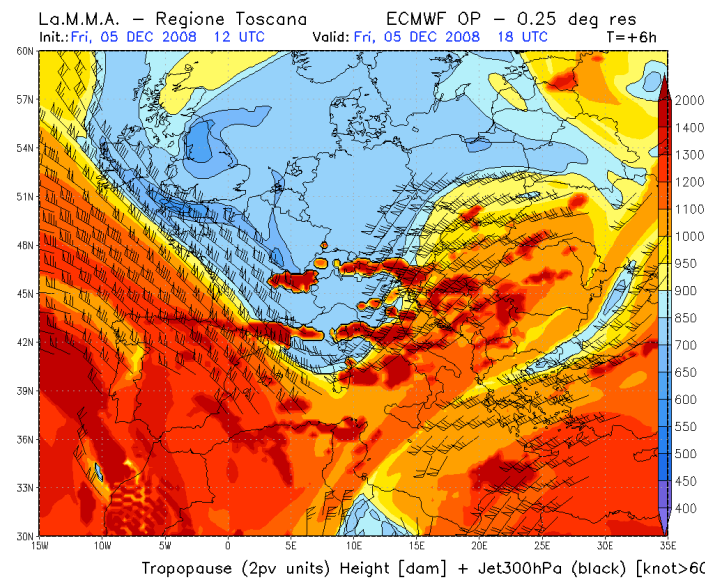 La.M.M.A. – Regione Toscana ECMWF OP – 0.25 deg res
Init.:Fri, 05 DEC 2008 12 UTC Valid: Fri, 05 DEC 2008 18 UTC T=+6h
60N
57N
54N
51N
48N
45N
42N
39N
36N
33N
30N
15W 10W 5W 0 5E 10E 15E 20E 25E 30E 35E
2000
1400
1300
1200
1000
950
900
850
700
650
600
550
500
450
400
Tropopause (2pv units) Height [dam] + Jet300hPa (black) [knot>60